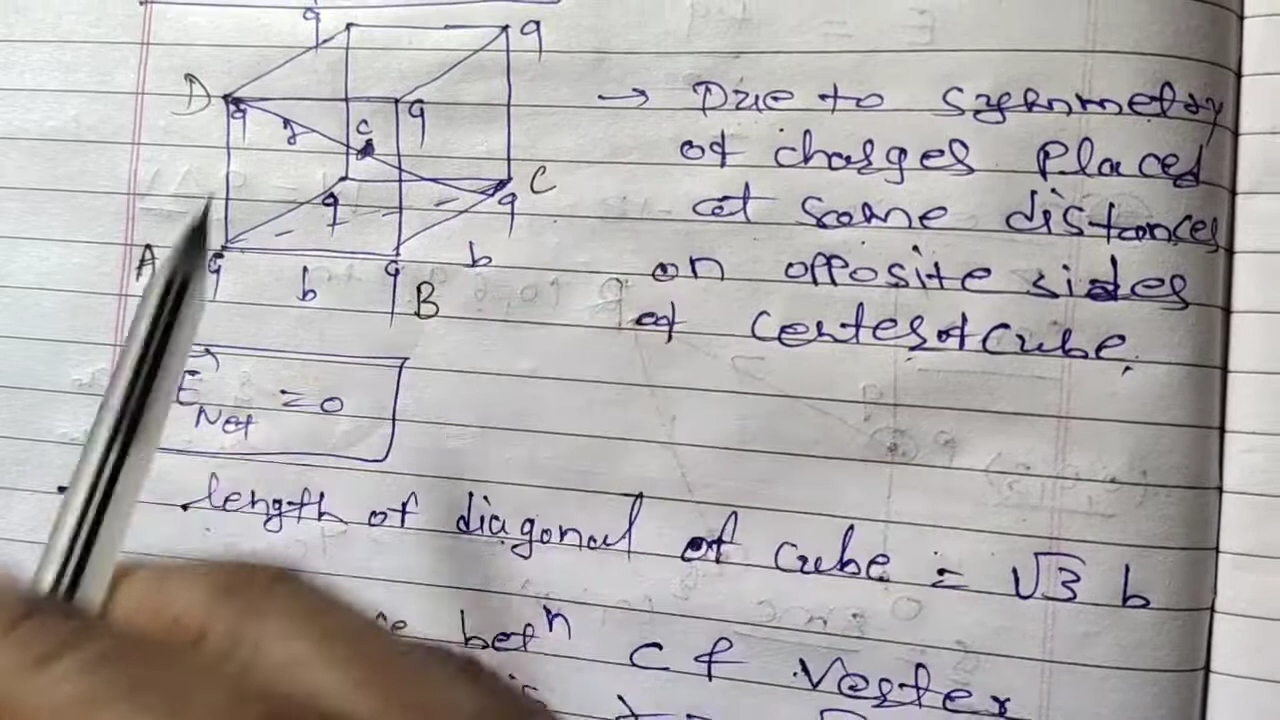 q
q
D
q
r
c
q
q
C
q
A
q
b
q
B
b
→ Due to symmetry
of charges placed
at same distances
on opposite sides
of center of cube.
E⃗Net = 0
length of diagonal of cube = √3 b
betⁿ c & vertex
is r =